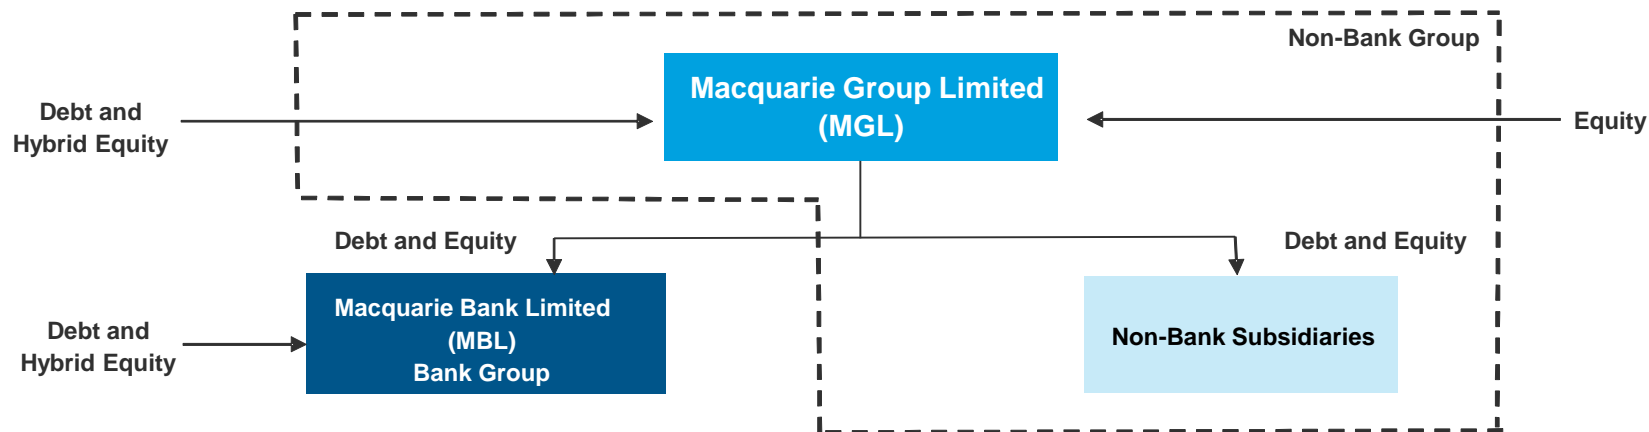 Non-Bank Group
Macquarie Group Limited
(MGL)
Debt and
Hybrid Equity
Equity
Debt and Equity
Debt and Equity
Macquarie Bank Limited
(MBL)
Bank Group
Debt and
Hybrid Equity
Non-Bank Subsidiaries